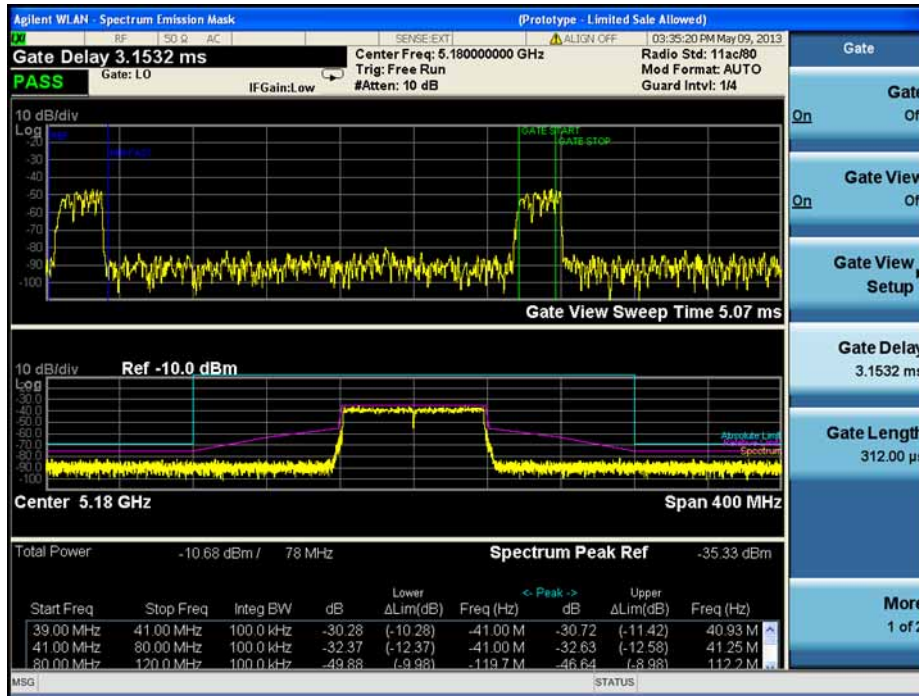 Agilent WLAN - Spectrum Emission Mask (Prototype - Limited Sale Allowed)
LXI RF 50 Ω AC SENSE:EXT ALIGN OFF 03:35:20 PM May 09, 2013
Gate Delay 3.1532 ms Center Freq: 5.180000000 GHz Radio Std: 11ac/80
PASS Gate: LO Trig: Free Run Mod Format: AUTO
IFGain:Low #Atten: 10 dB Guard Intvl: 1/4
10 dB/div
Log
GATE START
GATE STOP
-20
-30
-40
-50
-60
-70
-80
-90
-100
Gate View Sweep Time 5.07 ms
10 dB/div Ref -10.0 dBm
Log
-30.0
-40.0
-50.0
-60.0
-70.0
-80.0
-90.0
-100
Absolute Limit
Spectrum
Center 5.18 GHz Span 400 MHz
Total Power -10.68 dBm / 78 MHz Spectrum Peak Ref -35.33 dBm
Lower <- Peak -> Upper
Start Freq Stop Freq Integ BW dB ΔLim(dB) Freq (Hz) dB ΔLim(dB) Freq (Hz)
39.00 MHz 41.00 MHz 100.0 kHz -30.28 (-10.28) -41.00 M -30.72 (-11.42) 40.93 M
41.00 MHz 80.00 MHz 100.0 kHz -32.37 (-12.37) -41.00 M -32.63 (-12.58) 41.25 M
80.00 MHz 120.0 MHz 100.0 kHz -49.88 (-9.98) -119.7 M -46.64 (-8.98) 112.2 M
MSG STATUS
Gate
Gate
On Of
Gate View
On Of
Gate View
Setup
Gate Delay
3.1532 ms
Gate Length
312.00 µs
More
1 of 2